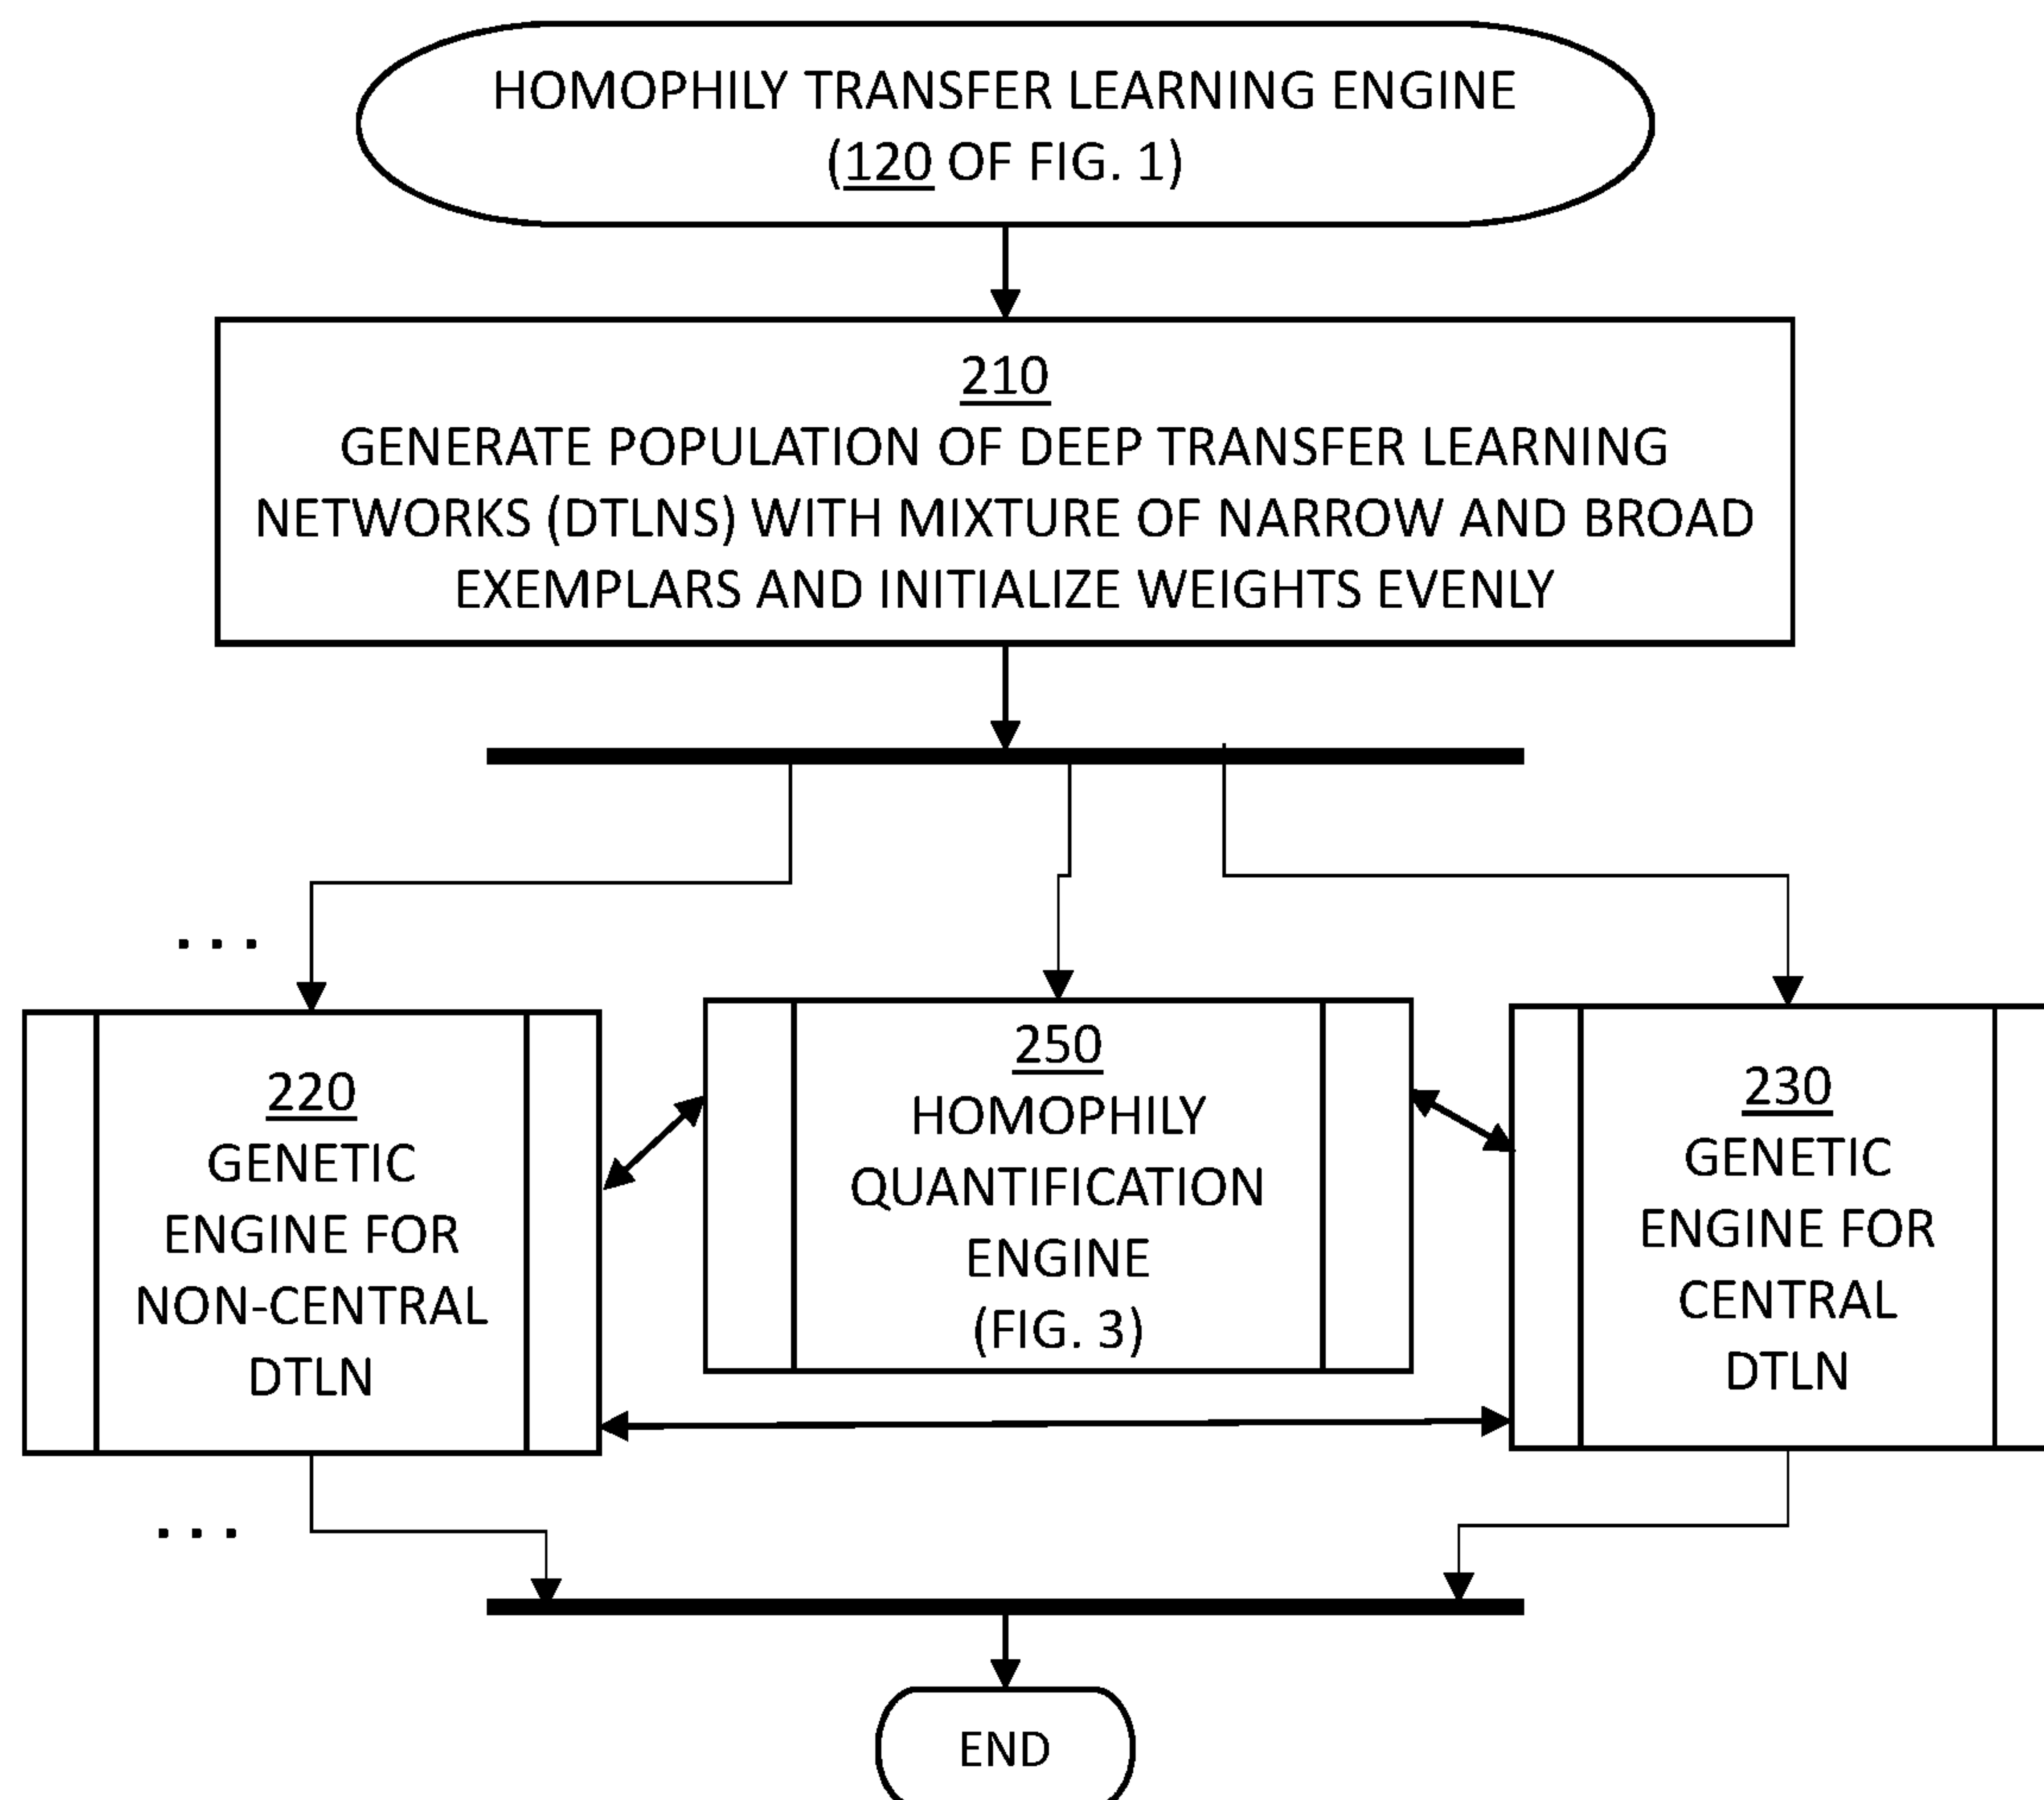 HOMOPHILY TRANSFER LEARNING ENGINE
(120 OF FIG. 1)
210
GENERATE POPULATION OF DEEP TRANSFER LEARNING
NETWORKS (DTLNS) WITH MIXTURE OF NARROW AND BROAD
EXEMPLARS AND INITIALIZE WEIGHTS EVENLY
. . .
220
GENETIC
ENGINE FOR
NON-CENTRAL
DTLN
250
HOMOPHILY
QUANTIFICATION
ENGINE
(FIG. 3)
230
GENETIC
ENGINE FOR
CENTRAL
DTLN
. . .
END